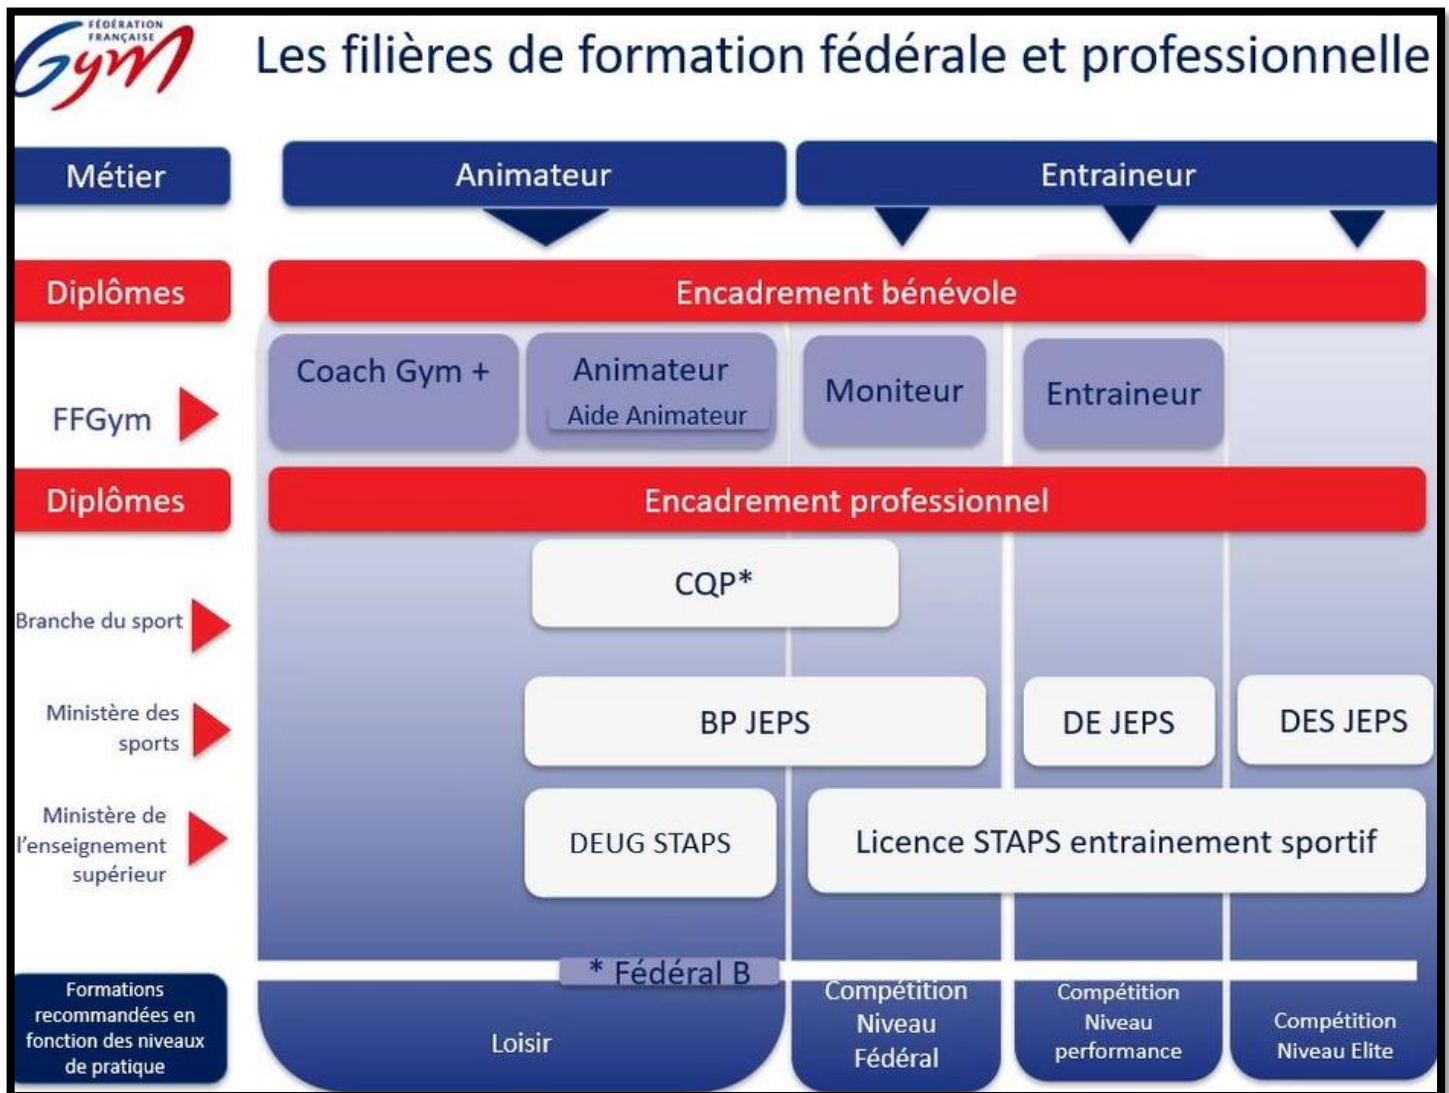 FÉDÉRATION
FRANÇAISE
Gym
Les filières de formation fédérale et professionnelle
Métier
Animateur
Entraineur
Diplômes
Encadrement bénévole
FFGym
Coach Gym +
Animateur
Aide Animateur
Moniteur
Entraineur
Diplômes
Encadrement professionnel
Branche du sport
CQP*
Ministère des
sports
BP JEPS
DE JEPS
DES JEPS
Ministère de
l'enseignement
supérieur
DEUG STAPS
Licence STAPS entrainement sportif
* Fédéral B
Formations
recommandées en
fonction des niveaux
de pratique
Loisir
Compétition
Niveau
Fédéral
Compétition
Niveau
performance
Compétition
Niveau Elite